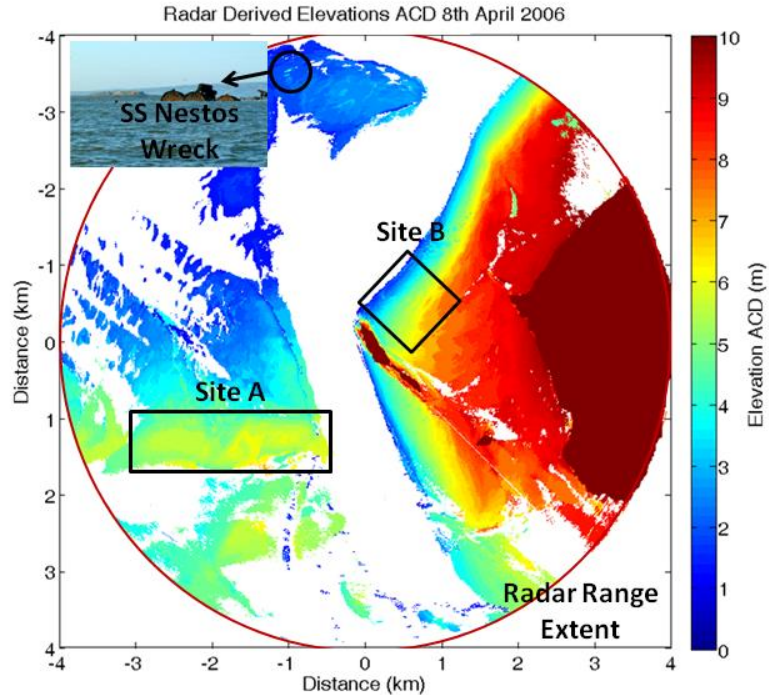 Radar Derived Elevations ACD 8th April 2006
-4
-3
-2
-1
0
1
2
3
4
Distance (km)
-4 -3 -2 -1 0 1 2 3 4
Distance (km)
SS Nestos
Wreck
Site B
Site A
Radar Range
Extent
10
9
8
7
6
5
4
3
2
1
0
Elevation ACD (m)